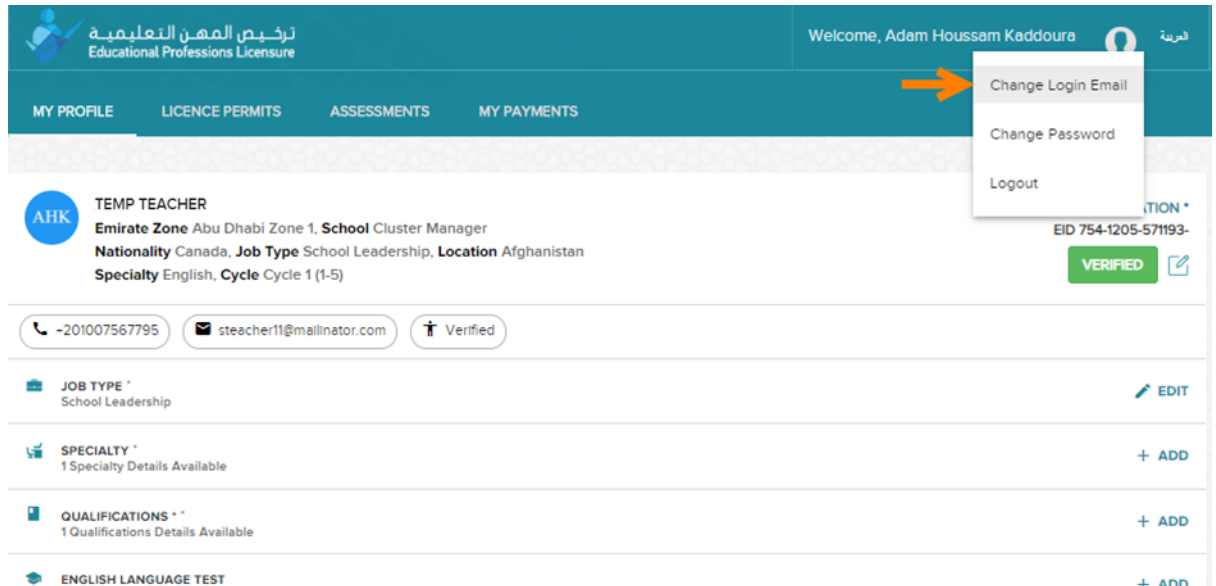 ترخـيـص المهـن التعليميـة
Educational Professions Licensure
Welcome, Adam Houssam Kaddoura
العربية
Change Login Email
Change Password
Logout
MY PROFILE
LICENCE PERMITS
ASSESSMENTS
MY PAYMENTS
AHK
TEMP TEACHER
Emirate Zone Abu Dhabi Zone 1, School Cluster Manager
Nationality Canada, Job Type School Leadership, Location Afghanistan
Specialty English, Cycle Cycle 1 (1-5)
EID 754-1205-571193-
VERIFIED
-201007567795
steacher11@mailinator.com
Verified
JOB TYPE *
School Leadership
EDIT
SPECIALTY *
1 Specialty Details Available
+ ADD
QUALIFICATIONS * *
1 Qualifications Details Available
+ ADD
ENGLISH LANGUAGE TEST
+ ADD